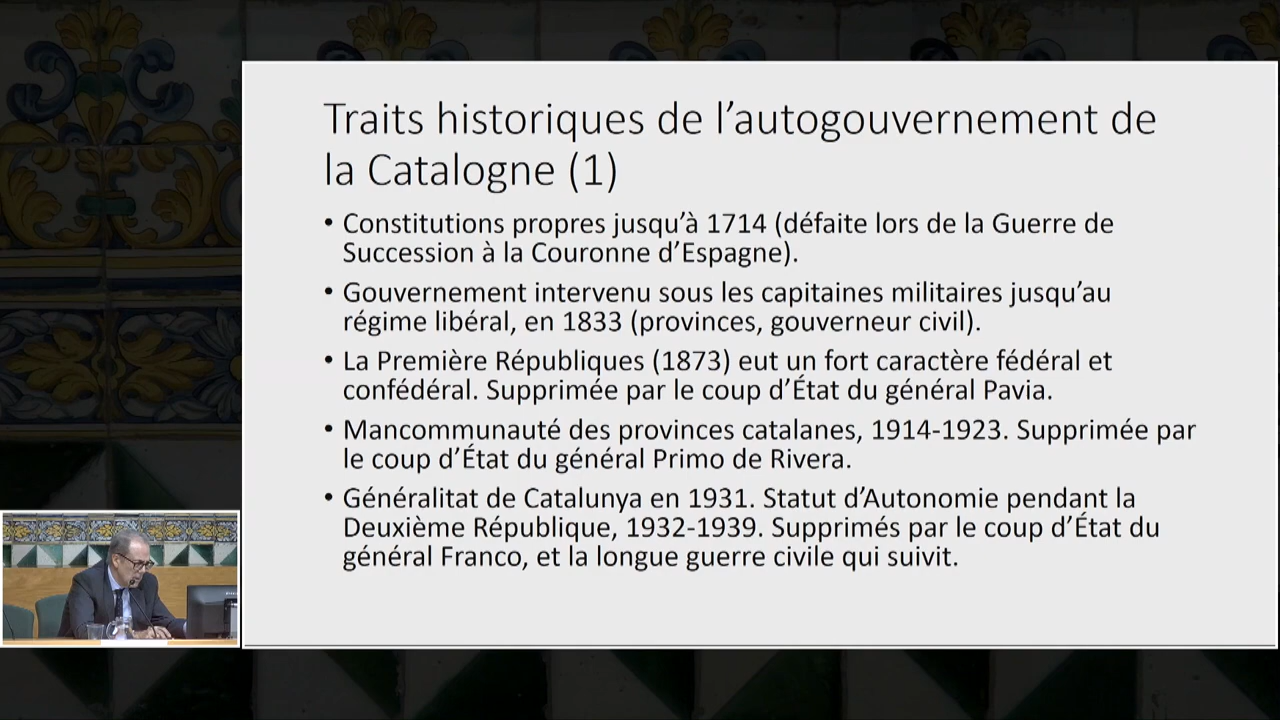 Traits historiques de l’autogouvernement de
la Catalogne (1)
• Constitutions propres jusqu’à 1714 (défaite lors de la Guerre de
Succession à la Couronne d’Espagne).
• Gouvernement intervenu sous les capitaines militaires jusqu’au
régime libéral, en 1833 (provinces, gouverneur civil).
• La Première Républiques (1873) eut un fort caractère fédéral et
confédéral. Supprimée par le coup d’État du général Pavia.
• Mancommunauté des provinces catalanes, 1914-1923. Supprimée par
le coup d’État du général Primo de Rivera.
• Généralitat de Catalunya en 1931. Statut d’Autonomie pendant la
Deuxième République, 1932-1939. Supprimés par le coup d’État du
général Franco, et la longue guerre civile qui suivit.